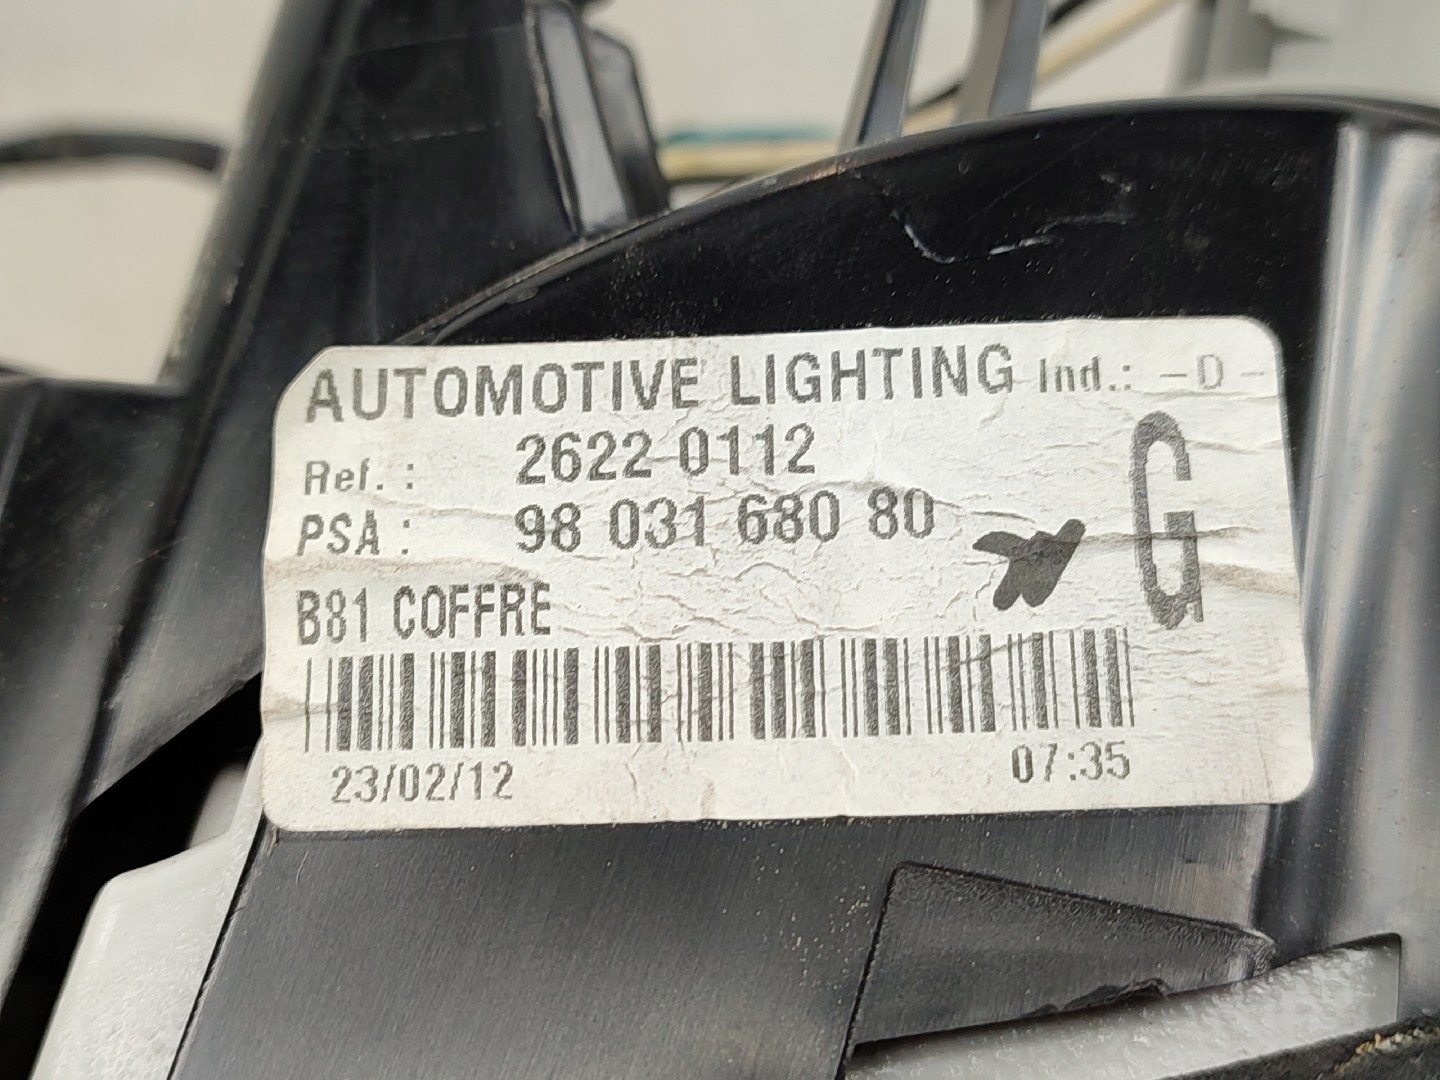 AUTOMOTIVE LIGHTING Ind.: -D-
Ref.: 2622 0112
PSA: 98 031 680 80
G
B81 COFFRE
23/02/12 07:35